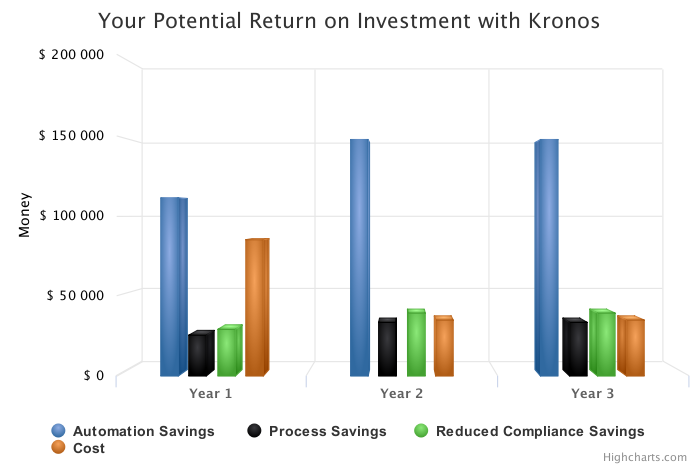 Your Potential Return on Investment with Kronos
$ 200 000
$ 150 000
$ 100 000
$ 50 000
$ 0
Money
Year 1
Year 2
Year 3
Automation Savings
Process Savings
Reduced Compliance Savings
Cost
Highcharts.com